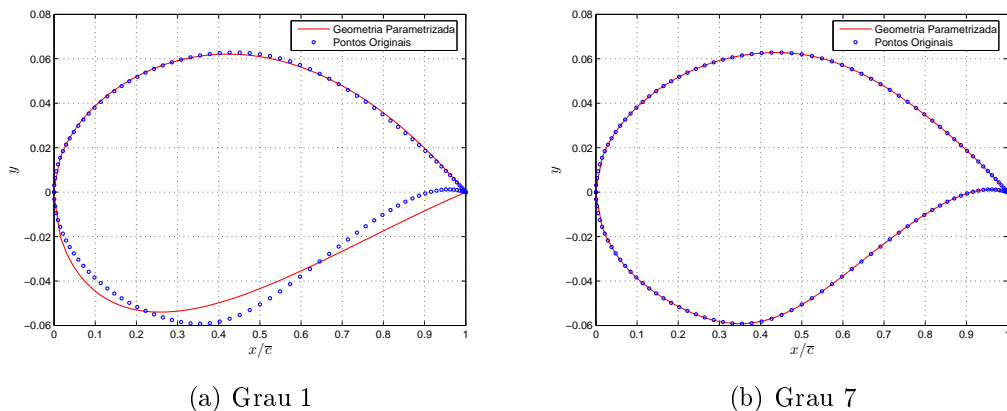 0.08
0.06
0.04
0.02
0
−0.02
−0.04
−0.06
y
0 0.1 0.2 0.3 0.4 0.5 0.6 0.7 0.8 0.9 1
x/c̅
Geometria Parametrizada
Pontos Originais
(a) Grau 1
0.08
0.06
0.04
0.02
0
−0.02
−0.04
−0.06
y
0 0.1 0.2 0.3 0.4 0.5 0.6 0.7 0.8 0.9 1
x/c̅
Geometria Parametrizada
Pontos Originais
(b) Grau 7